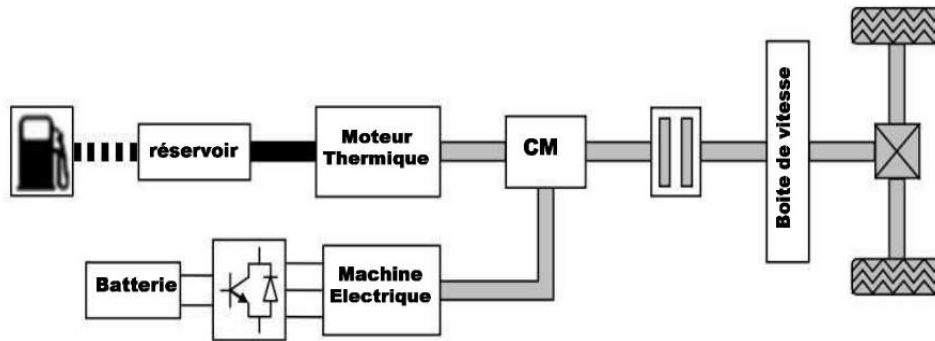 réservoir
Moteur
Thermique
CM
Boite de vitesse
Batterie
Machine
Electrique